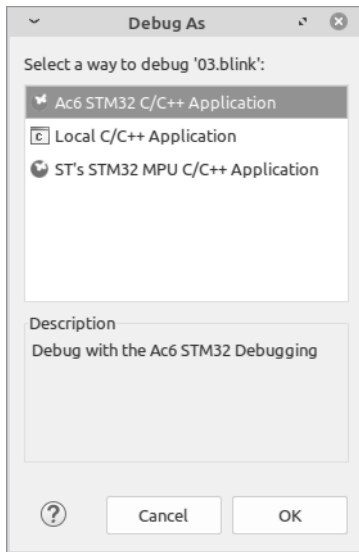 Debug As
Select a way to debug '03.blink':
Ac6 STM32 C/C++ Application
c Local C/C++ Application
ST's STM32 MPU C/C++ Application
Description
Debug with the Ac6 STM32 Debugging
? Cancel OK